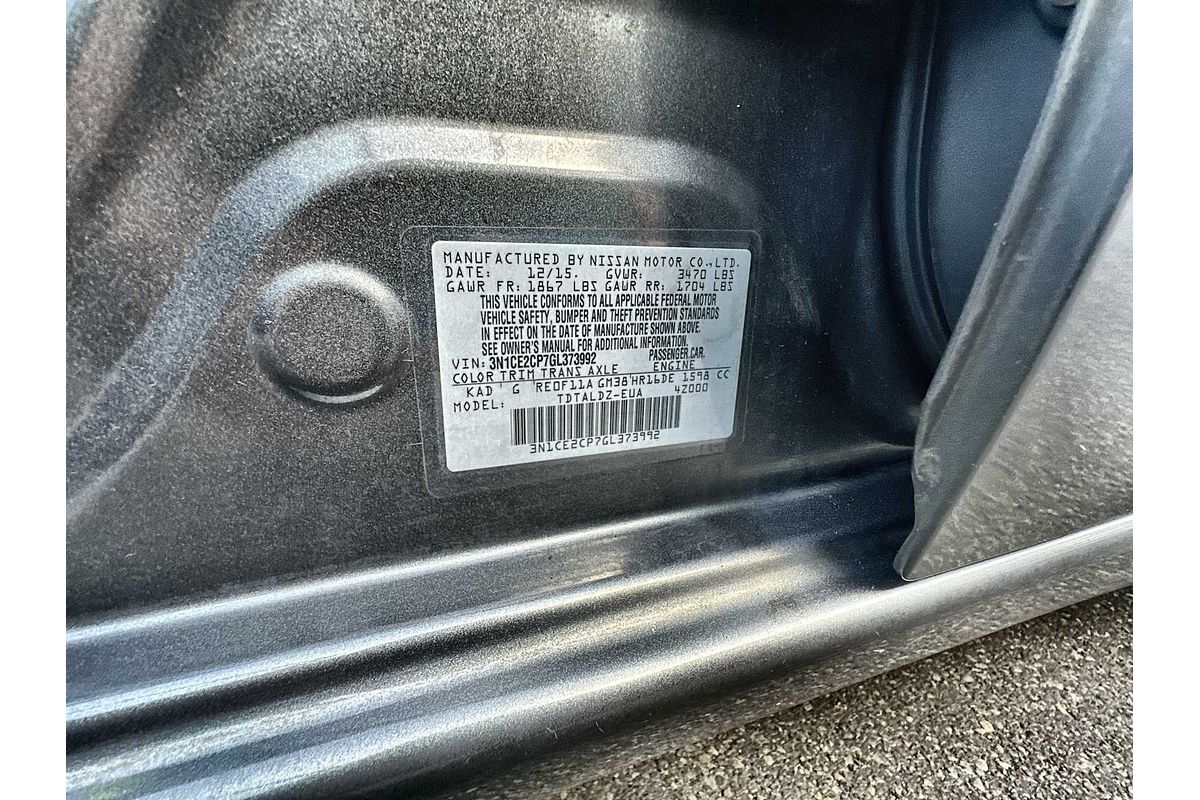 MANUFACTURED BY NISSAN MOTOR CO.,LTD.
DATE: 12/15. GVWR: 3470 LBS
GAWR FR: 1867 LBS GAWR RR: 1704 LBS
THIS VEHICLE CONFORMS TO ALL APPLICABLE FEDERAL MOTOR
VEHICLE SAFETY, BUMPER AND THEFT PREVENTION STANDARDS
IN EFFECT ON THE DATE OF MANUFACTURE SHOWN ABOVE.
SEE OWNER'S MANUAL FOR ADDITIONAL INFORMATION.
VIN: 3N1CE2CP7GL373992 PASSENGER.CAR.
COLOR TRIM TRANS AXLE ENGINE
KAD G RE0F11A GM38 HR16DE 1598 CC
MODEL: TDTALDZ-EUA 4Z000
3N1CE2CP7GL373992